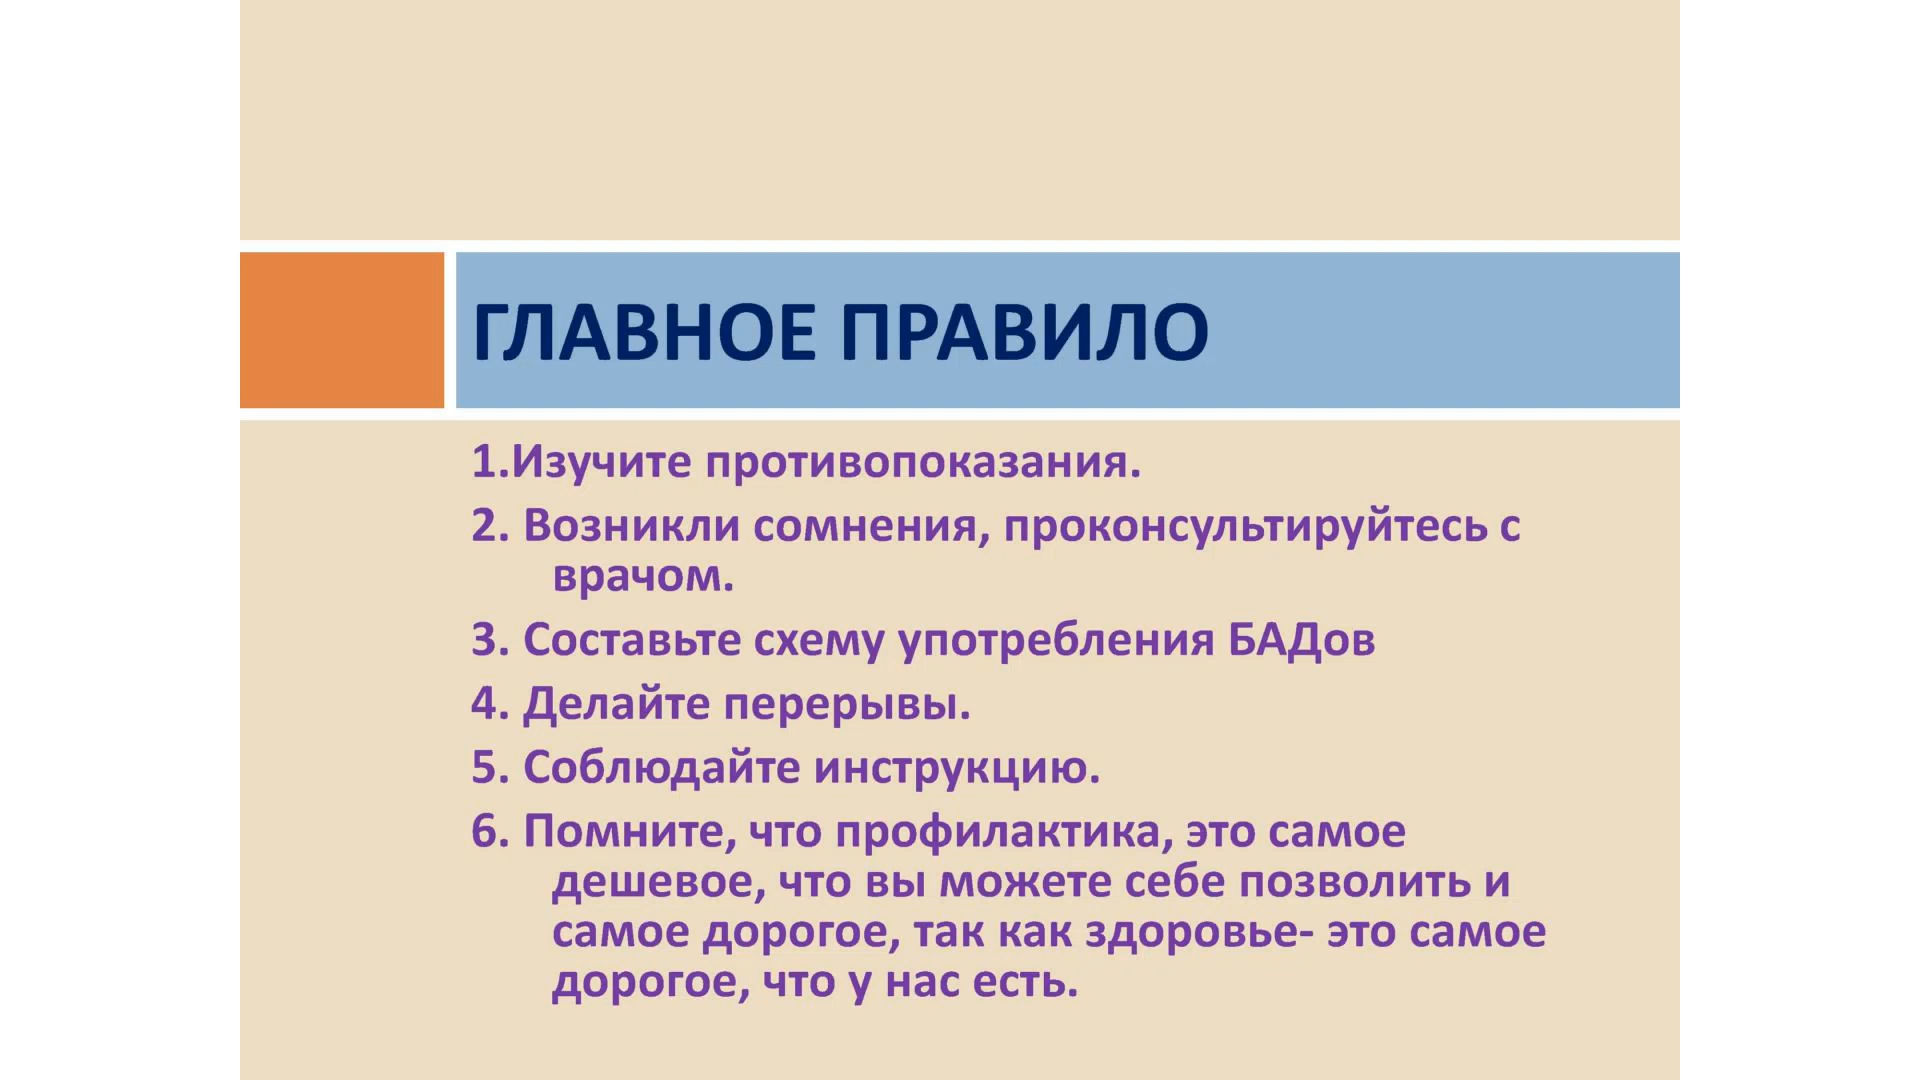 ГЛАВНОЕ ПРАВИЛО
1.Изучите противопоказания.
2. Возникли сомнения, проконсультируйтесь с
врачом.
3. Составьте схему употребления БАДов
4. Делайте перерывы.
5. Соблюдайте инструкцию.
6. Помните, что профилактика, это самое
дешевое, что вы можете себе позволить и
самое дорогое, так как здоровье- это самое
дорогое, что у нас есть.